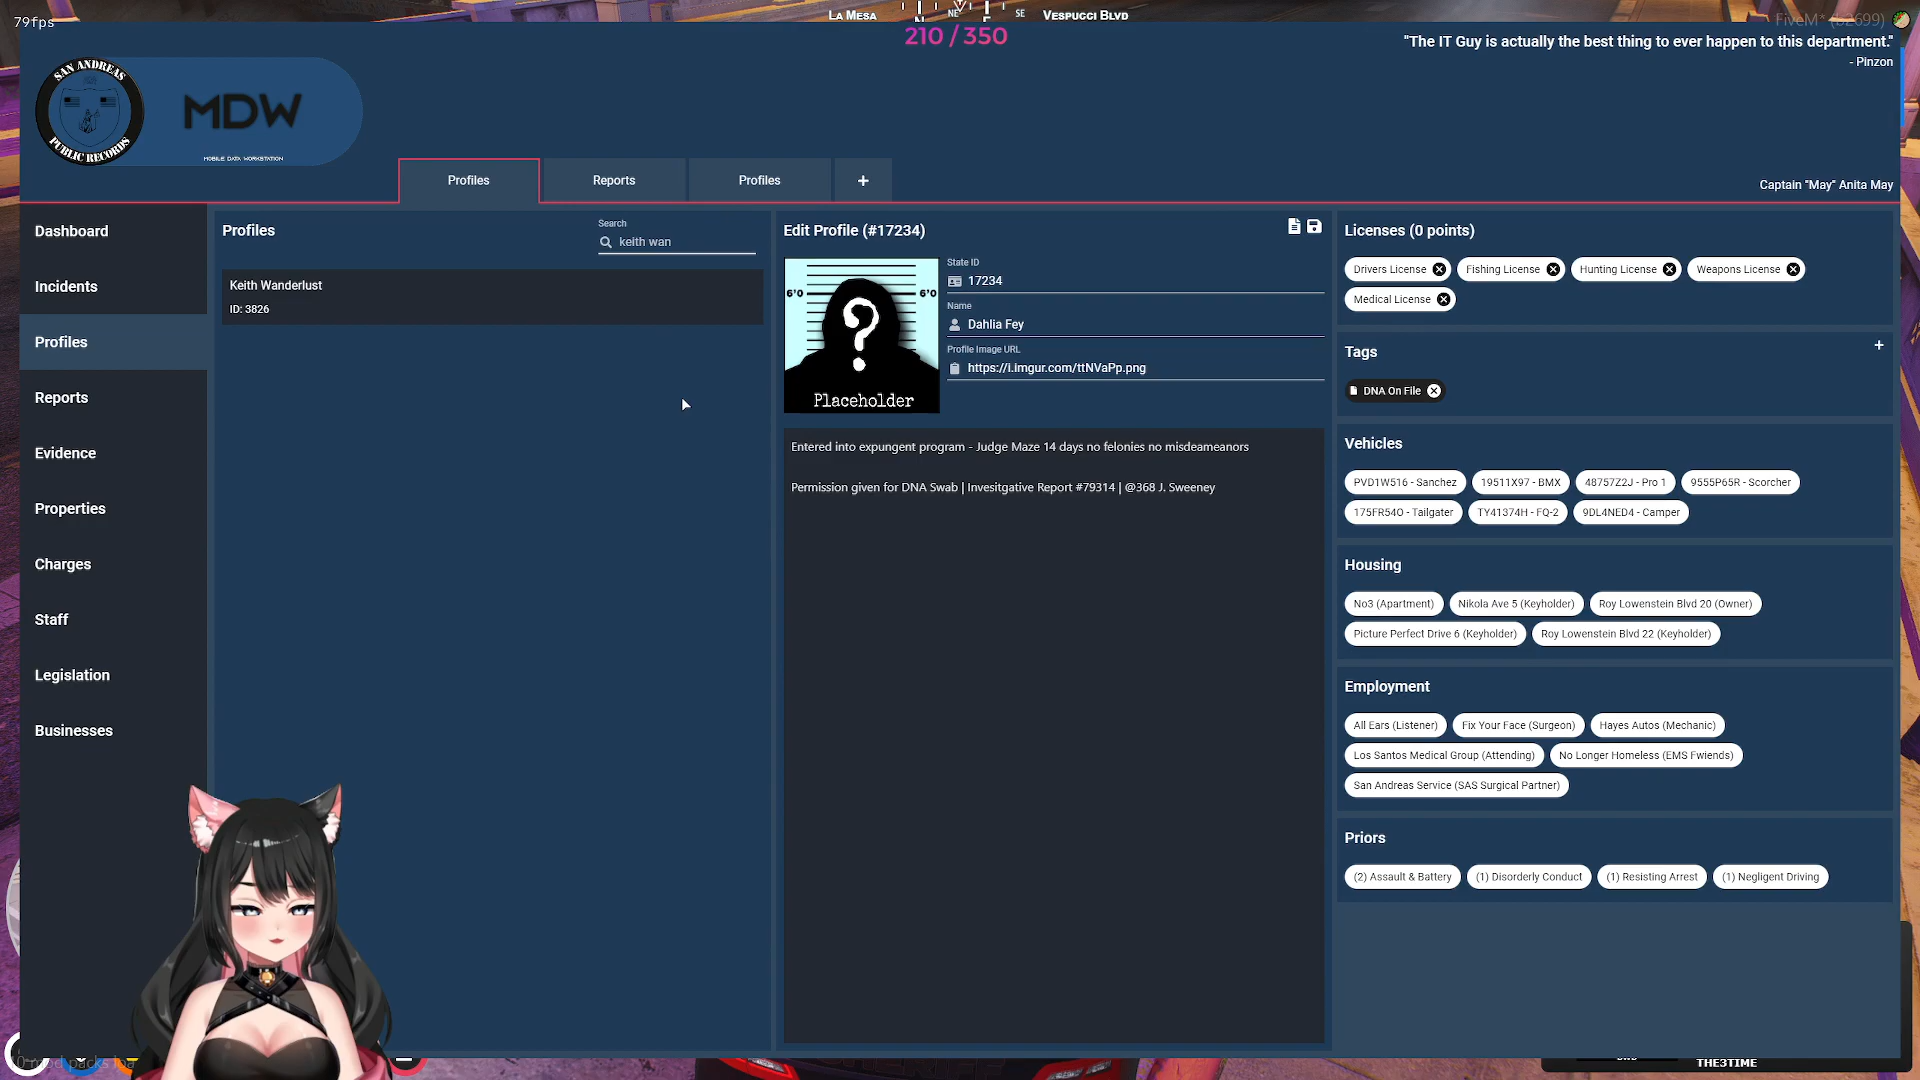 79fps
LA MESA
N
NE
E
SE
VESPUCCI BLVD
FiveM* (b2699)
210 / 350
"The IT Guy is actually the best thing to ever happen to this department."
- Pinzon
SAN ANDREAS
PUBLIC RECORDS
MDW
MOBILE DATA WORKSTATION
Profiles
Reports
Profiles
+
Captain "May" Anita May
Dashboard
Incidents
Profiles
Reports
Evidence
Properties
Charges
Staff
Legislation
Businesses
Profiles
Search
keith wan
Keith Wanderlust
ID: 3826
Edit Profile (#17234)
6'0
6'0
?
Placeholder
State ID
17234
Name
Dahlia Fey
Profile Image URL
https://i.imgur.com/ttNVaPp.png
Entered into expungent program - Judge Maze 14 days no felonies no misdeameanors
Permission given for DNA Swab | Invesitgative Report #79314 | @368 J. Sweeney
Licenses (0 points)
Drivers License
Fishing License
Hunting License
Weapons License
Medical License
Tags
+
DNA On File
Vehicles
PVD1W516 - Sanchez
19511X97 - BMX
48757Z2J - Pro 1
9555P65R - Scorcher
175FR54O - Tailgater
TY41374H - FQ-2
9DL4NED4 - Camper
Housing
No3 (Apartment)
Nikola Ave 5 (Keyholder)
Roy Lowenstein Blvd 20 (Owner)
Picture Perfect Drive 6 (Keyholder)
Roy Lowenstein Blvd 22 (Keyholder)
Employment
All Ears (Listener)
Fix Your Face (Surgeon)
Hayes Autos (Mechanic)
Los Santos Medical Group (Attending)
No Longer Homeless (EMS Fwiends)
San Andreas Service (SAS Surgical Partner)
Priors
(2) Assault & Battery
(1) Disorderly Conduct
(1) Resisting Arrest
(1) Negligent Driving
0 mod packs loa
THE3TIME